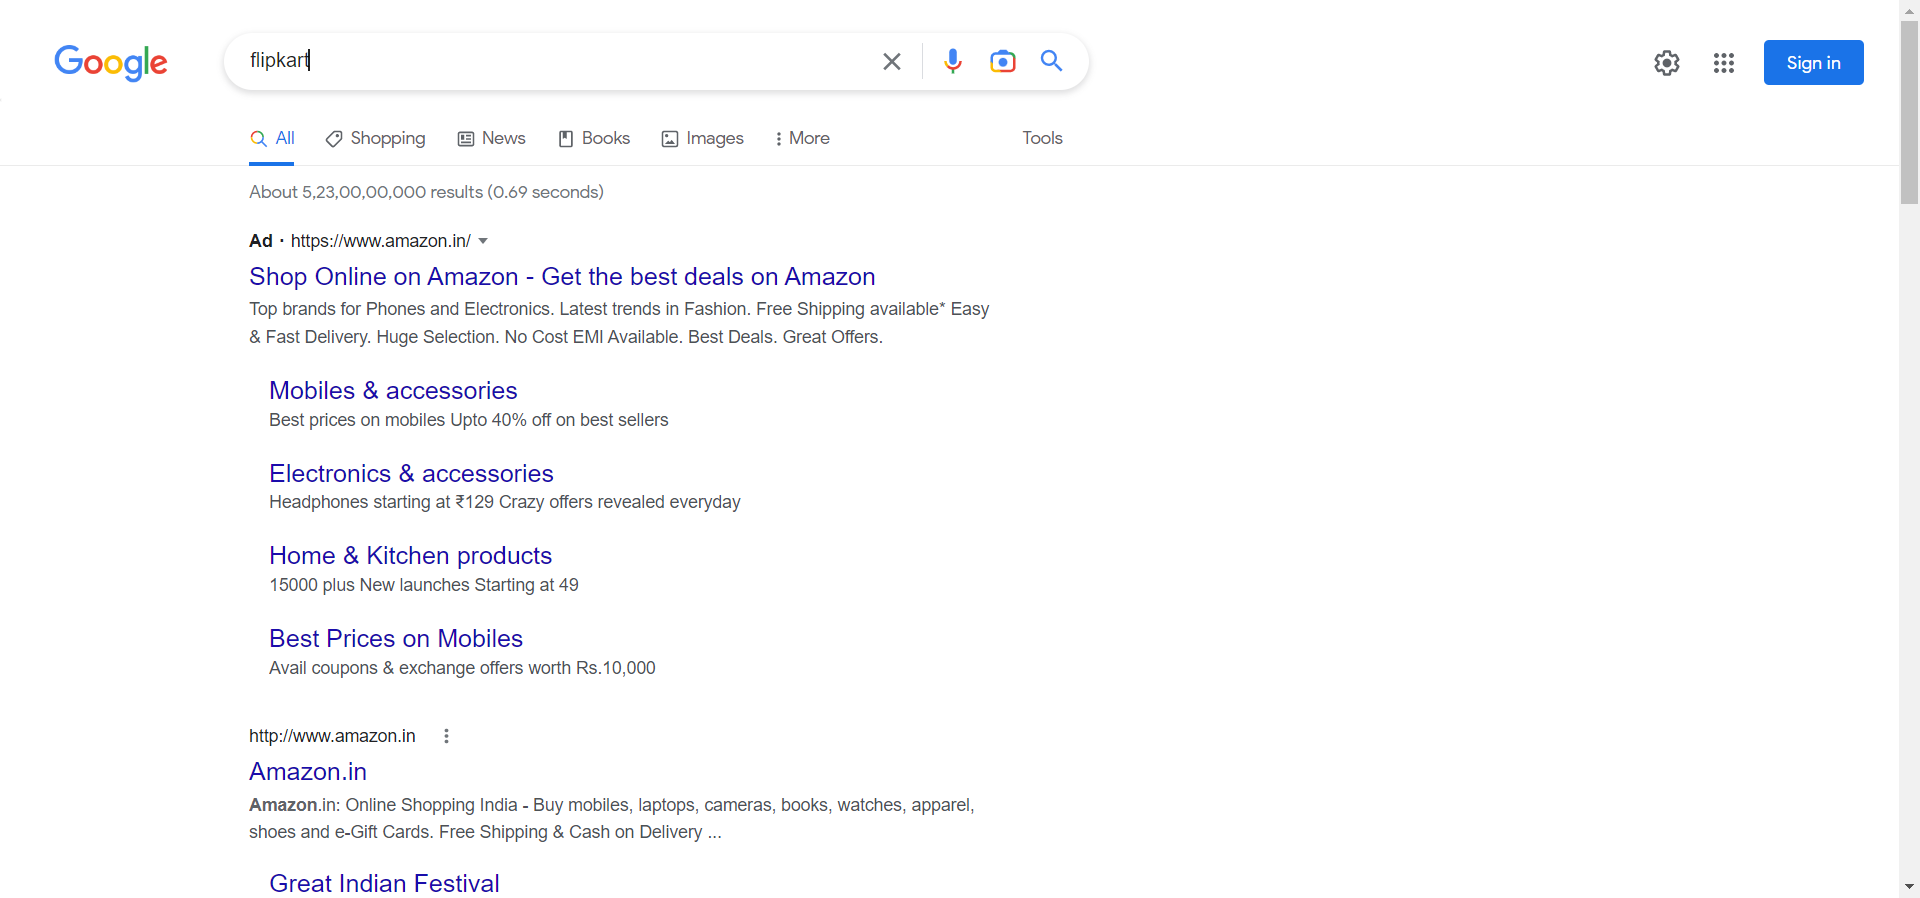 Google
flipkart
Sign in
All Shopping News Books Images More Tools
About 5,23,00,00,000 results (0.69 seconds)
Ad · https://www.amazon.in/
Shop Online on Amazon - Get the best deals on Amazon
Top brands for Phones and Electronics. Latest trends in Fashion. Free Shipping available* Easy
& Fast Delivery. Huge Selection. No Cost EMI Available. Best Deals. Great Offers.
Mobiles & accessories
Best prices on mobiles Upto 40% off on best sellers
Electronics & accessories
Headphones starting at ₹129 Crazy offers revealed everyday
Home & Kitchen products
15000 plus New launches Starting at 49
Best Prices on Mobiles
Avail coupons & exchange offers worth Rs.10,000
http://www.amazon.in
Amazon.in
Amazon.in: Online Shopping India - Buy mobiles, laptops, cameras, books, watches, apparel,
shoes and e-Gift Cards. Free Shipping & Cash on Delivery ...
Great Indian Festival